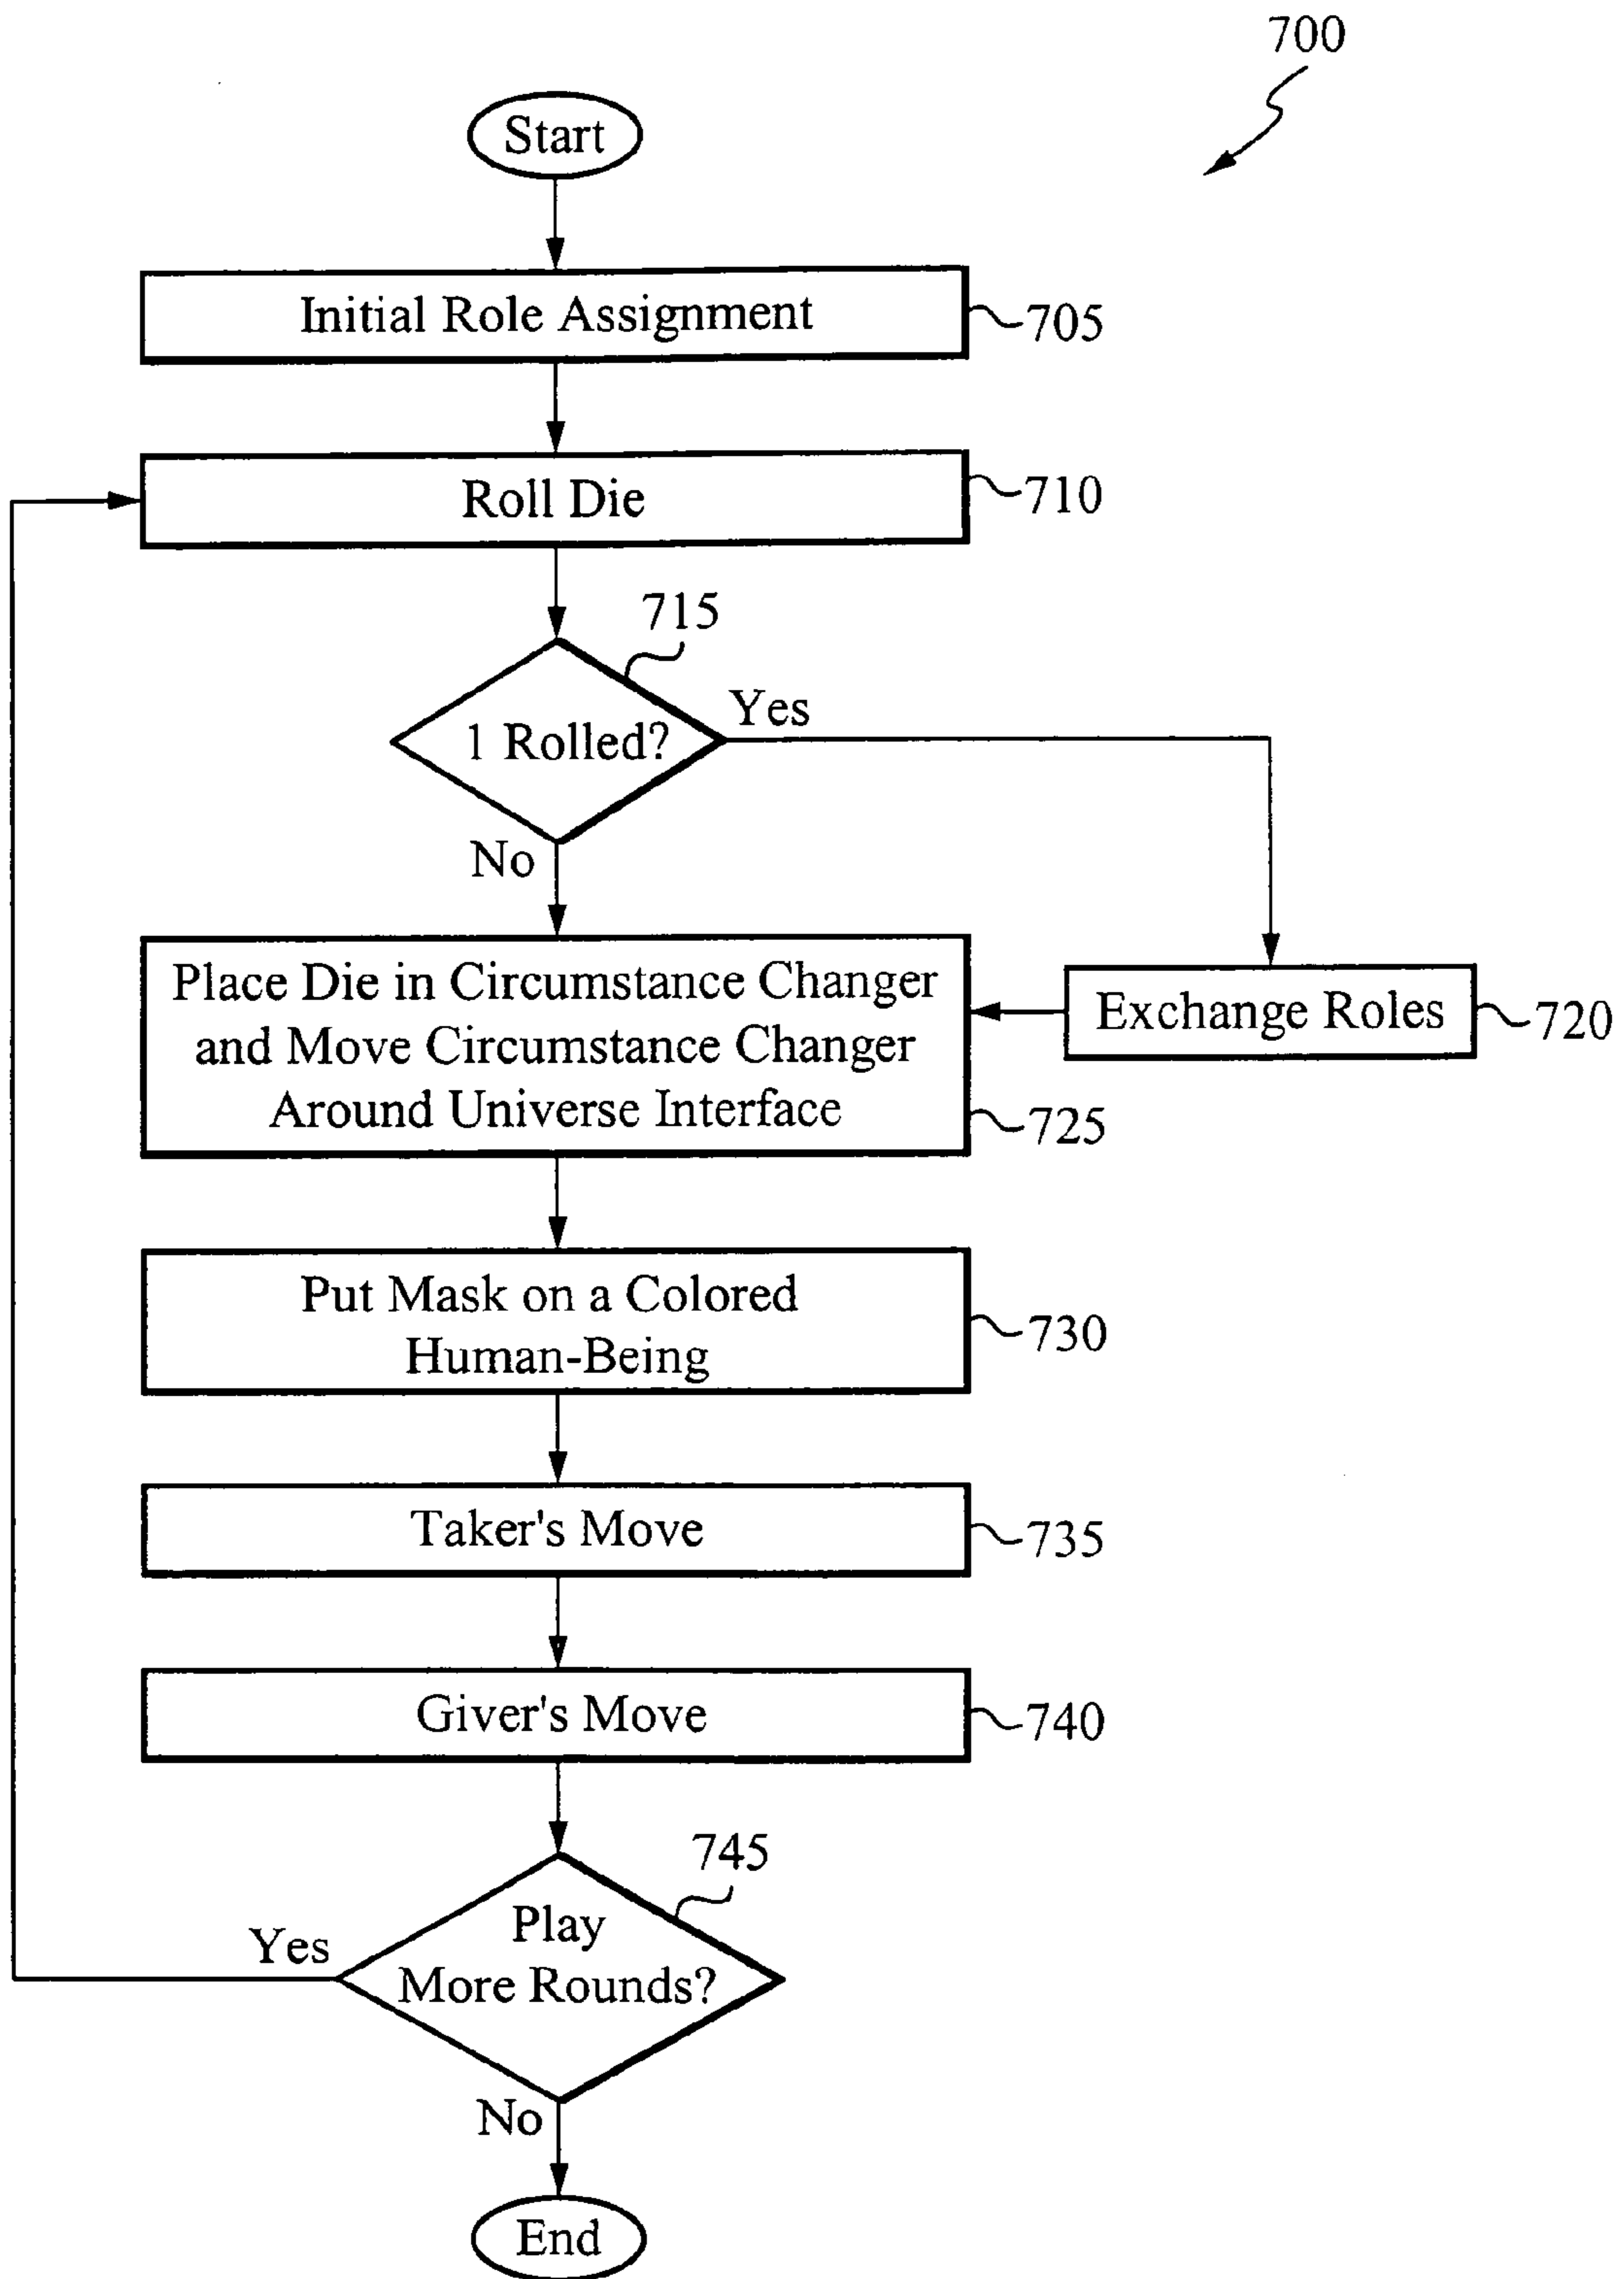 700
Start
Initial Role Assignment
705
Roll Die
710
715
1 Rolled?
Yes
No
Place Die in Circumstance Changer
and Move Circumstance Changer
Around Universe Interface
725
Exchange Roles
720
Put Mask on a Colored
Human-Being
730
Taker's Move
735
Giver's Move
740
745
Play
More Rounds?
Yes
No
End